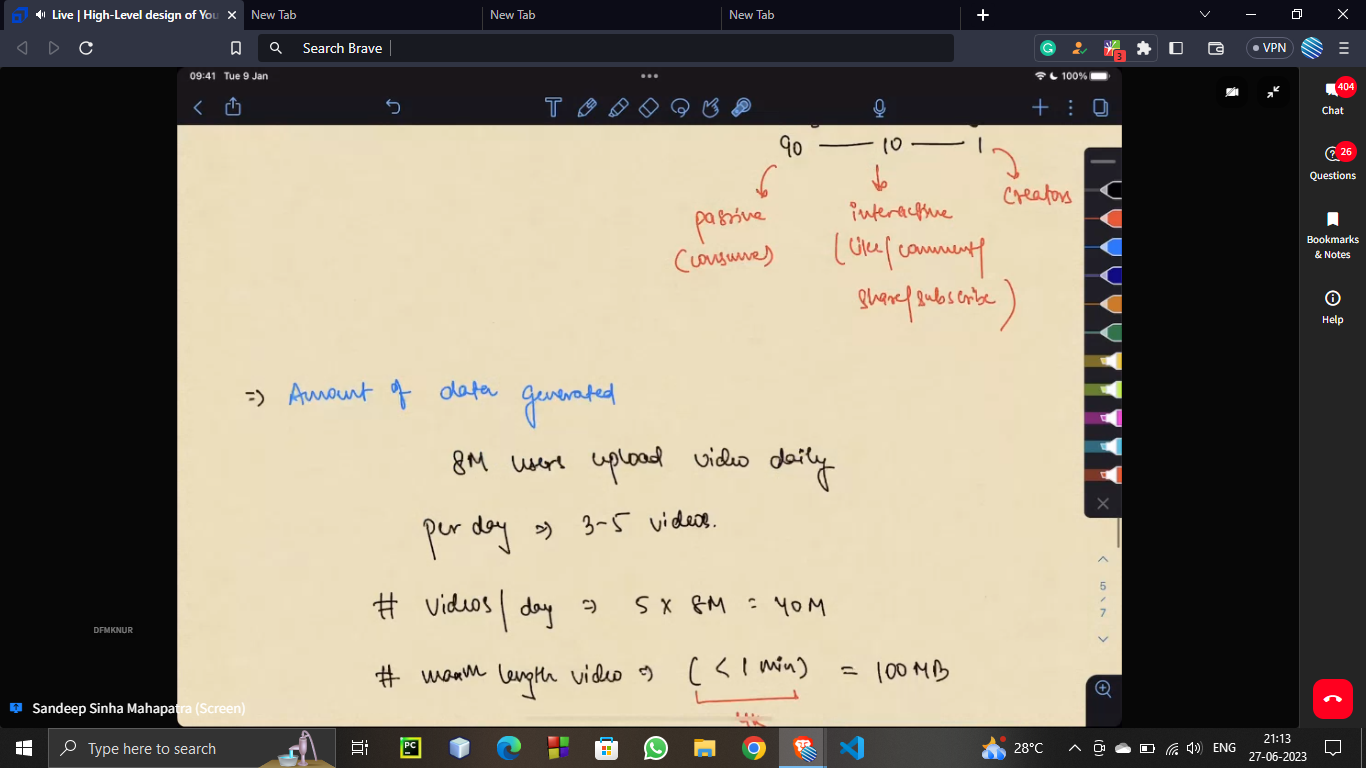 Live | High-Level design of You
New Tab
New Tab
New Tab
Search Brave
3
VPN
09:41 Tue 9 Jan
100%
404
Chat
26
Questions
Bookmarks
& Notes
Help
90 — 10 — 1
passive
(consumes)
interactive
(like/comment/
share/subscribe)
creators
=> Amount of data generated
8M users upload video daily
per day => 3-5 videos.
# videos/day => 5 x 8M = 40M
# maxm length video => (< 1 min) = 100MB
4K
5
7
DFMKNUR
Sandeep Sinha Mahapatra (Screen)
Type here to search
28°C
ENG
21:13
27-06-2023